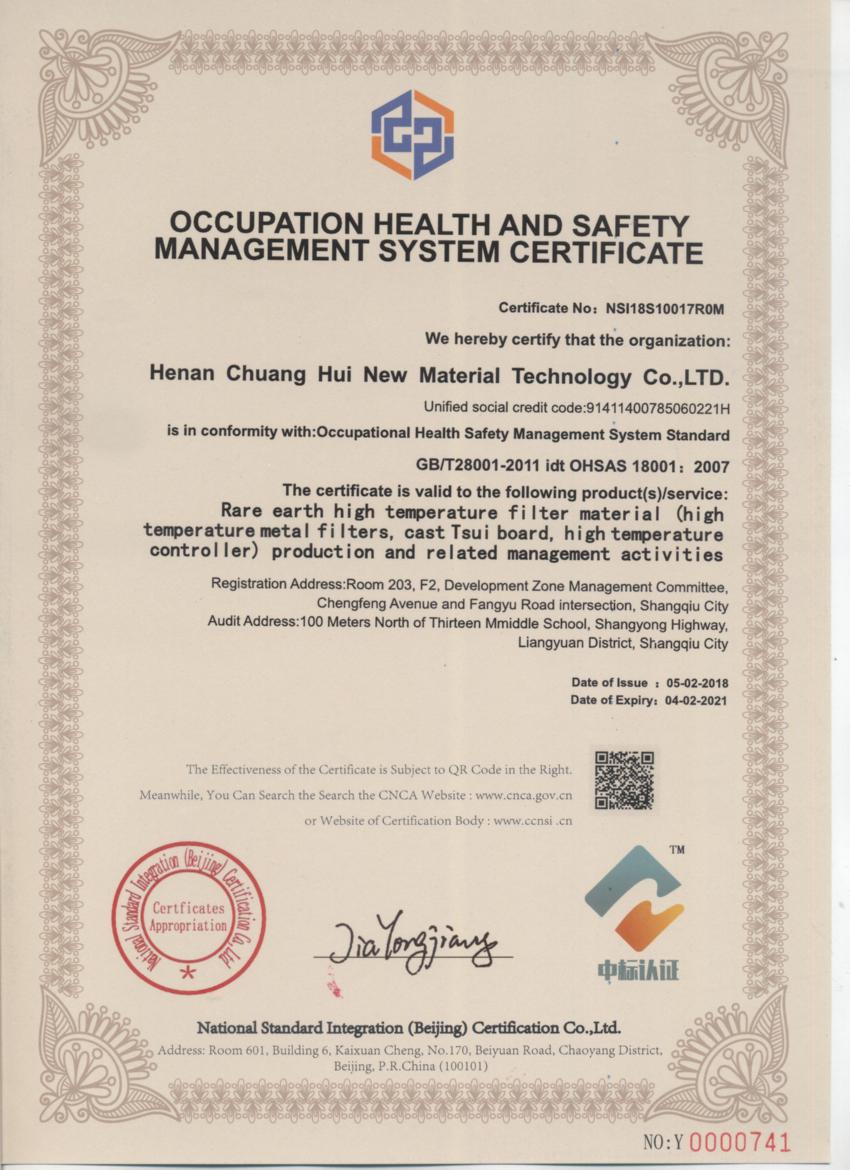 OCCUPATION HEALTH AND SAFETY
MANAGEMENT SYSTEM CERTIFICATE
Certificate No：NSI18S10017R0M
We hereby certify that the organization:
Henan Chuang Hui New Material Technology Co.,LTD.
Unified social credit code:91411400785060221H
is in conformity with:Occupational Health Safety Management System Standard
GB/T28001-2011 idt OHSAS 18001：2007
The certificate is valid to the following product(s)/service:
Rare earth high temperature filter material (high
temperature metal filters, cast Tsui board, high temperature
controller) production and related management activities
Registration Address:Room 203, F2, Development Zone Management Committee,
Chengfeng Avenue and Fangyu Road intersection, Shangqiu City
Audit Address:100 Meters North of Thirteen Mmiddle School, Shangyong Highway,
Liangyuan District, Shangqiu City
Date of Issue ：05-02-2018
Date of Expiry：04-02-2021
The Effectiveness of the Certificate is Subject to QR Code in the Right.
Meanwhile, You Can Search the Search the CNCA Website : www.cnca.gov.cn
or Website of Certification Body : www.ccnsi .cn
National Standard Integration (Beijing) Certification Co., Ltd
Certficates
Appropriation
Jia Yongjiang
TM
中标认证
National Standard Integration (Beijing) Certification Co.,Ltd.
Address: Room 601, Building 6, Kaixuan Cheng, No.170, Beiyuan Road, Chaoyang District,
Beijing, P.R.China (100101)
NO:Y 0000741